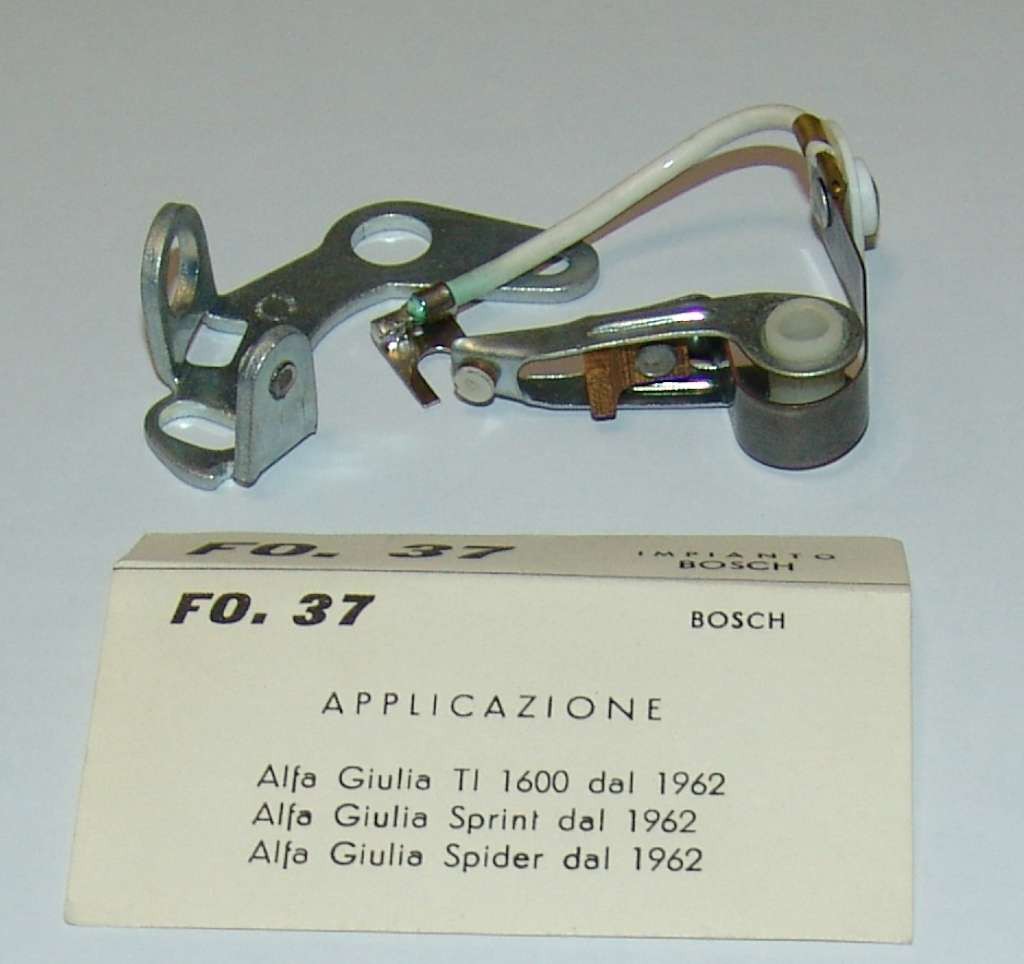 FO. 37 IMPIANTO
BOSCH
FO. 37 BOSCH
APPLICAZIONE
Alfa Giulia TI 1600 dal 1962
Alfa Giulia Sprint dal 1962
Alfa Giulia Spider dal 1962